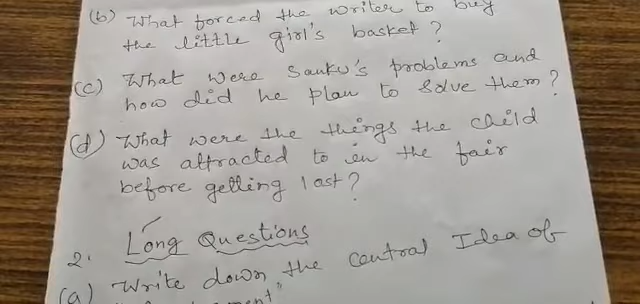 (b) What forced the writer to buy
the little girl's basket?
(c) What were Sanku's problems and
how did he plan to solve them?
(d) What were the things the child
was attracted to in the fair
before getting lost?
2. Long Questions
(a) Write down the central Idea of